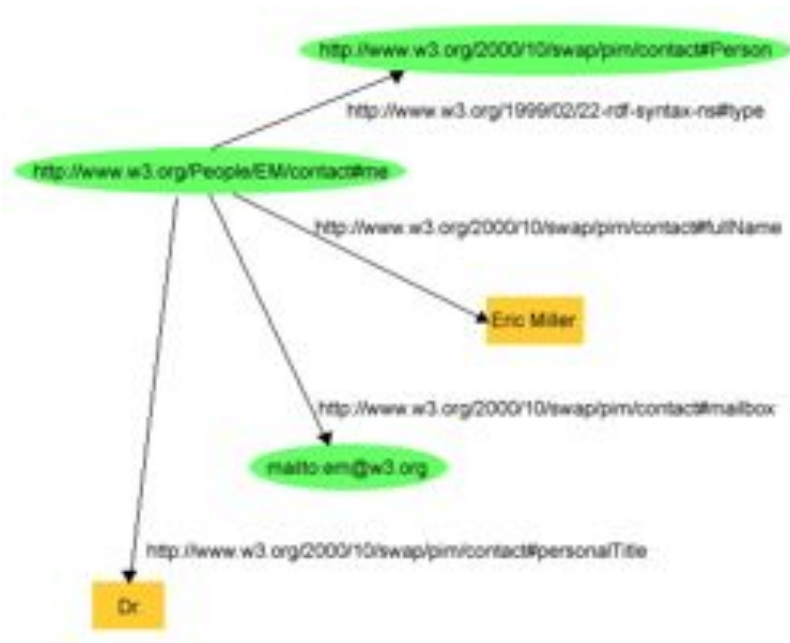 http://www.w3.org/2000/10/swap/pim/contact#Person
http://www.w3.org/1999/02/22-rdf-syntax-ns#type
http://www.w3.org/People/EM/contact#me
http://www.w3.org/2000/10/swap/pim/contact#fullName
Eric Miller
http://www.w3.org/2000/10/swap/pim/contact#mailbox
mailto:em@w3.org
http://www.w3.org/2000/10/swap/pim/contact#personalTitle
Dr.